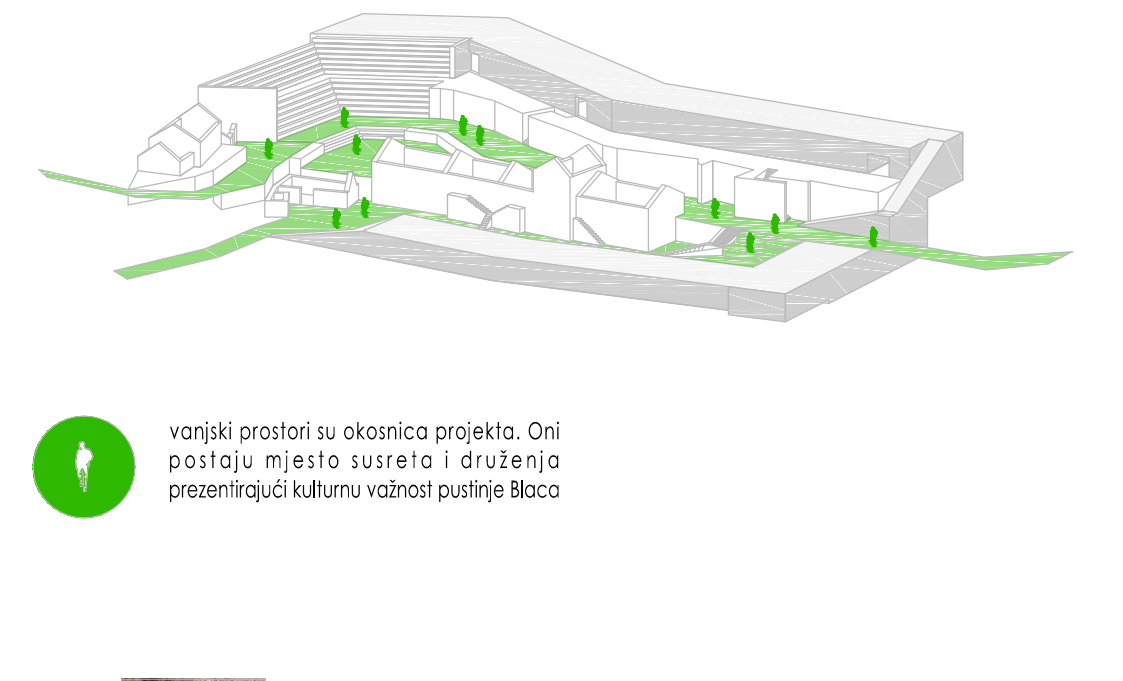 vanjski prostori su okosnica projekta. Oni
postaju mjesto susreta i druženja
prezentirajući kulturnu važnost pustinje Blaca